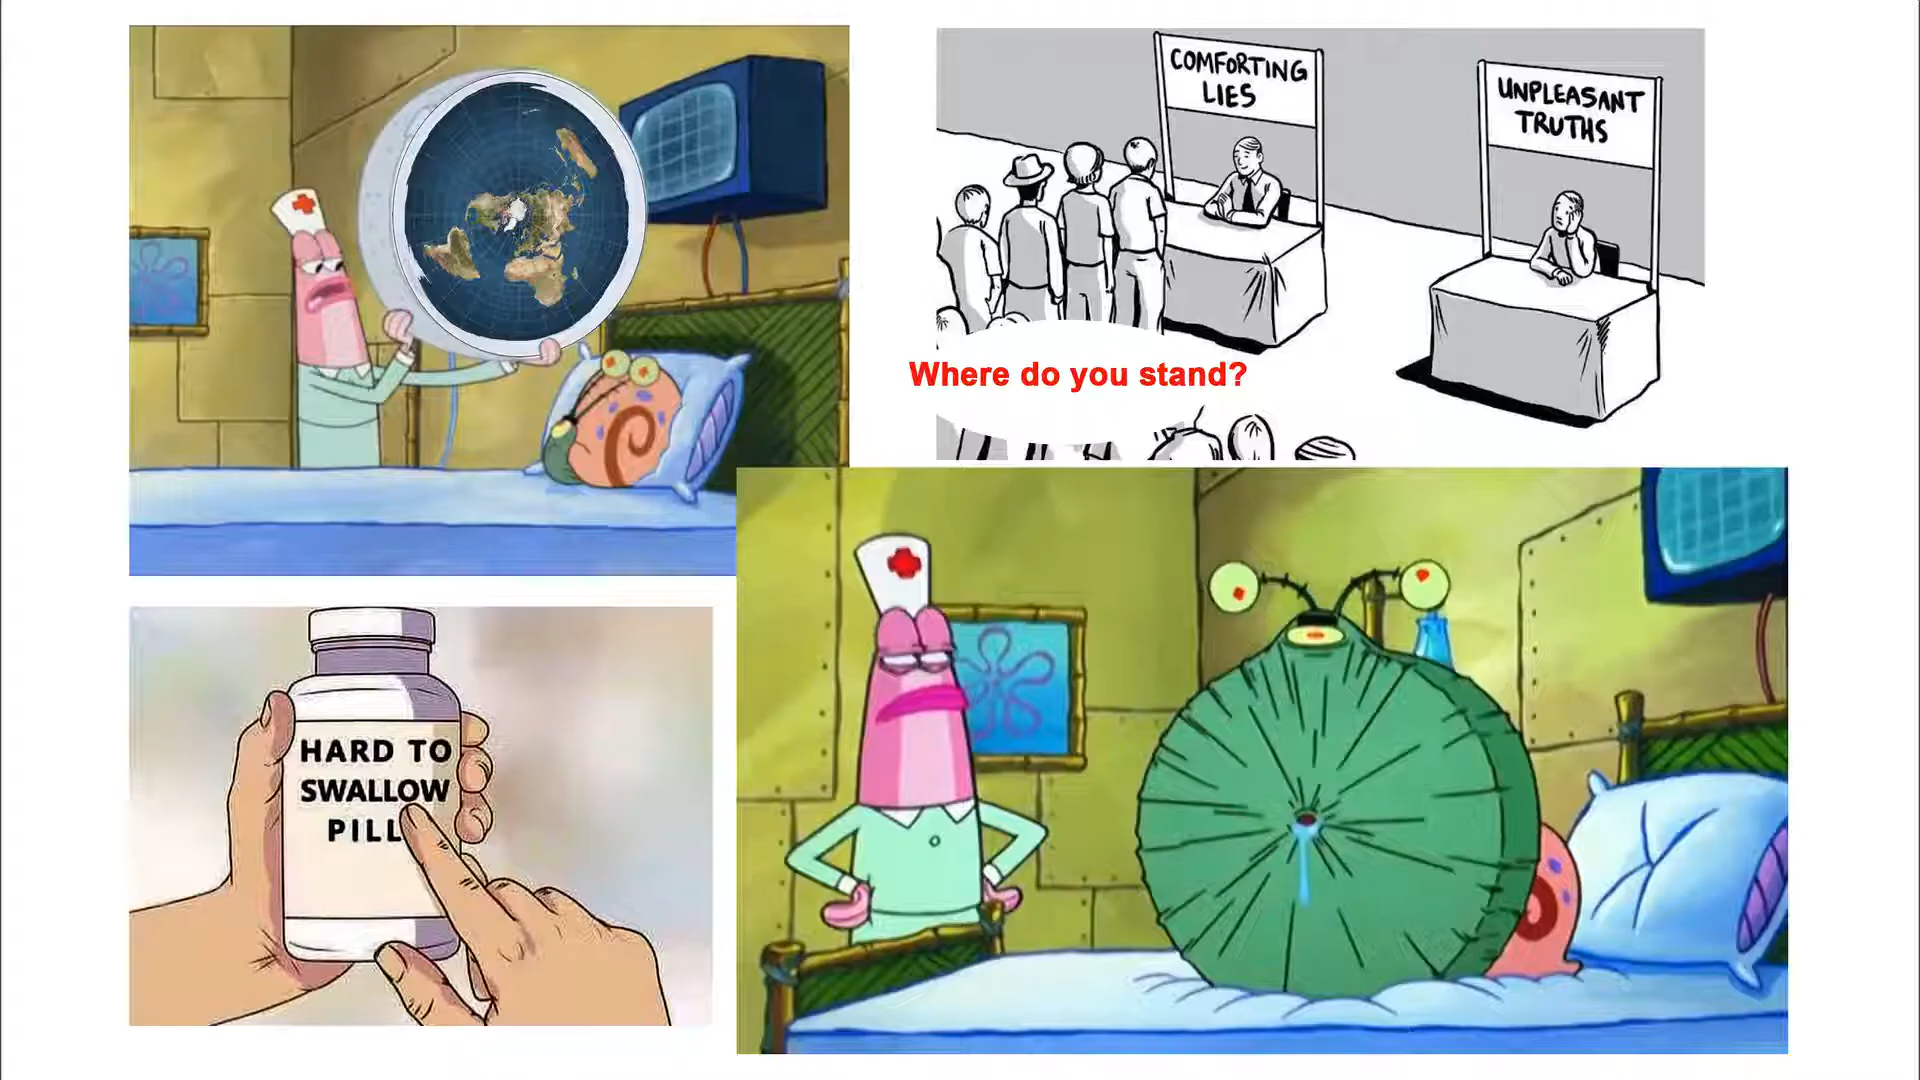 COMFORTING
LIES
UNPLEASANT
TRUTHS
Where do you stand?
HARD TO
SWALLOW
PILL